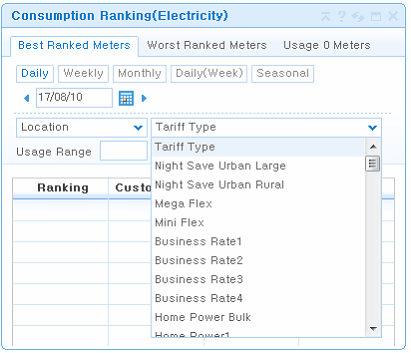 Consumption Ranking(Electricity)
Best Ranked Meters Worst Ranked Meters Usage 0 Meters
Daily Weekly Monthly Daily(Week) Seasonal
17/08/10
Location Tariff Type
Usage Range Tariff Type
Night Save Urban Large
Ranking Custo Night Save Urban Rural
Mega Flex
Mini Flex
Business Rate1
Business Rate2
Business Rate3
Business Rate4
Home Power Bulk
Home Power1